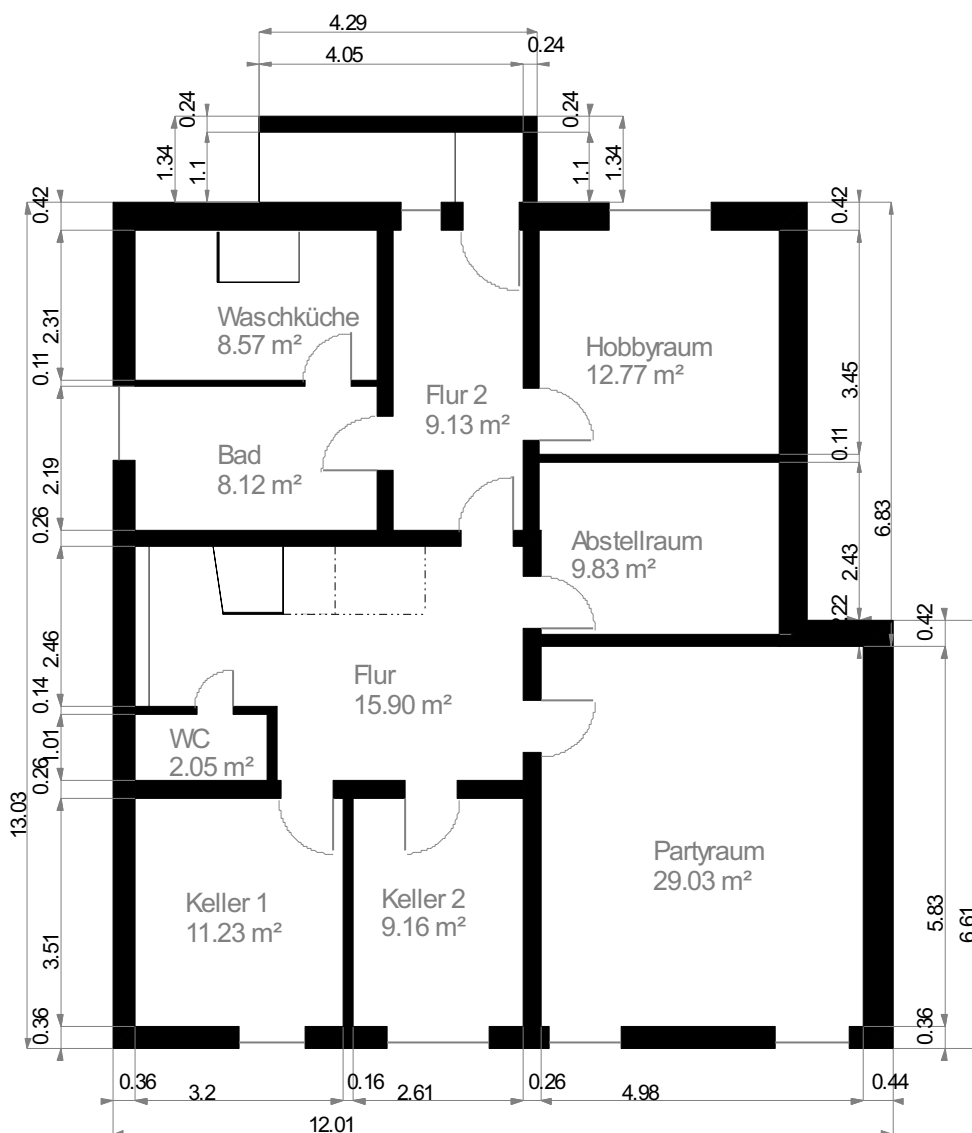 4.29
4.05
0.24
0.24
1.34
1.1
0.24
1.1
1.34
0.42
0.42
2.31
Waschküche
8.57 m²
Hobbyraum
12.77 m²
3.45
0.11
Flur 2
9.13 m²
Bad
8.12 m²
0.11
2.19
6.83
0.26
Abstellraum
9.83 m²
2.43
0.42
2.46
Flur
15.90 m²
0.14
WC
2.05 m²
1.01
0.26
13.03
Partyraum
29.03 m²
Keller 1
11.23 m²
Keller 2
9.16 m²
5.83
6.61
3.51
0.36
0.36
0.36
3.2
0.16
2.61
0.26
4.98
0.44
12.01